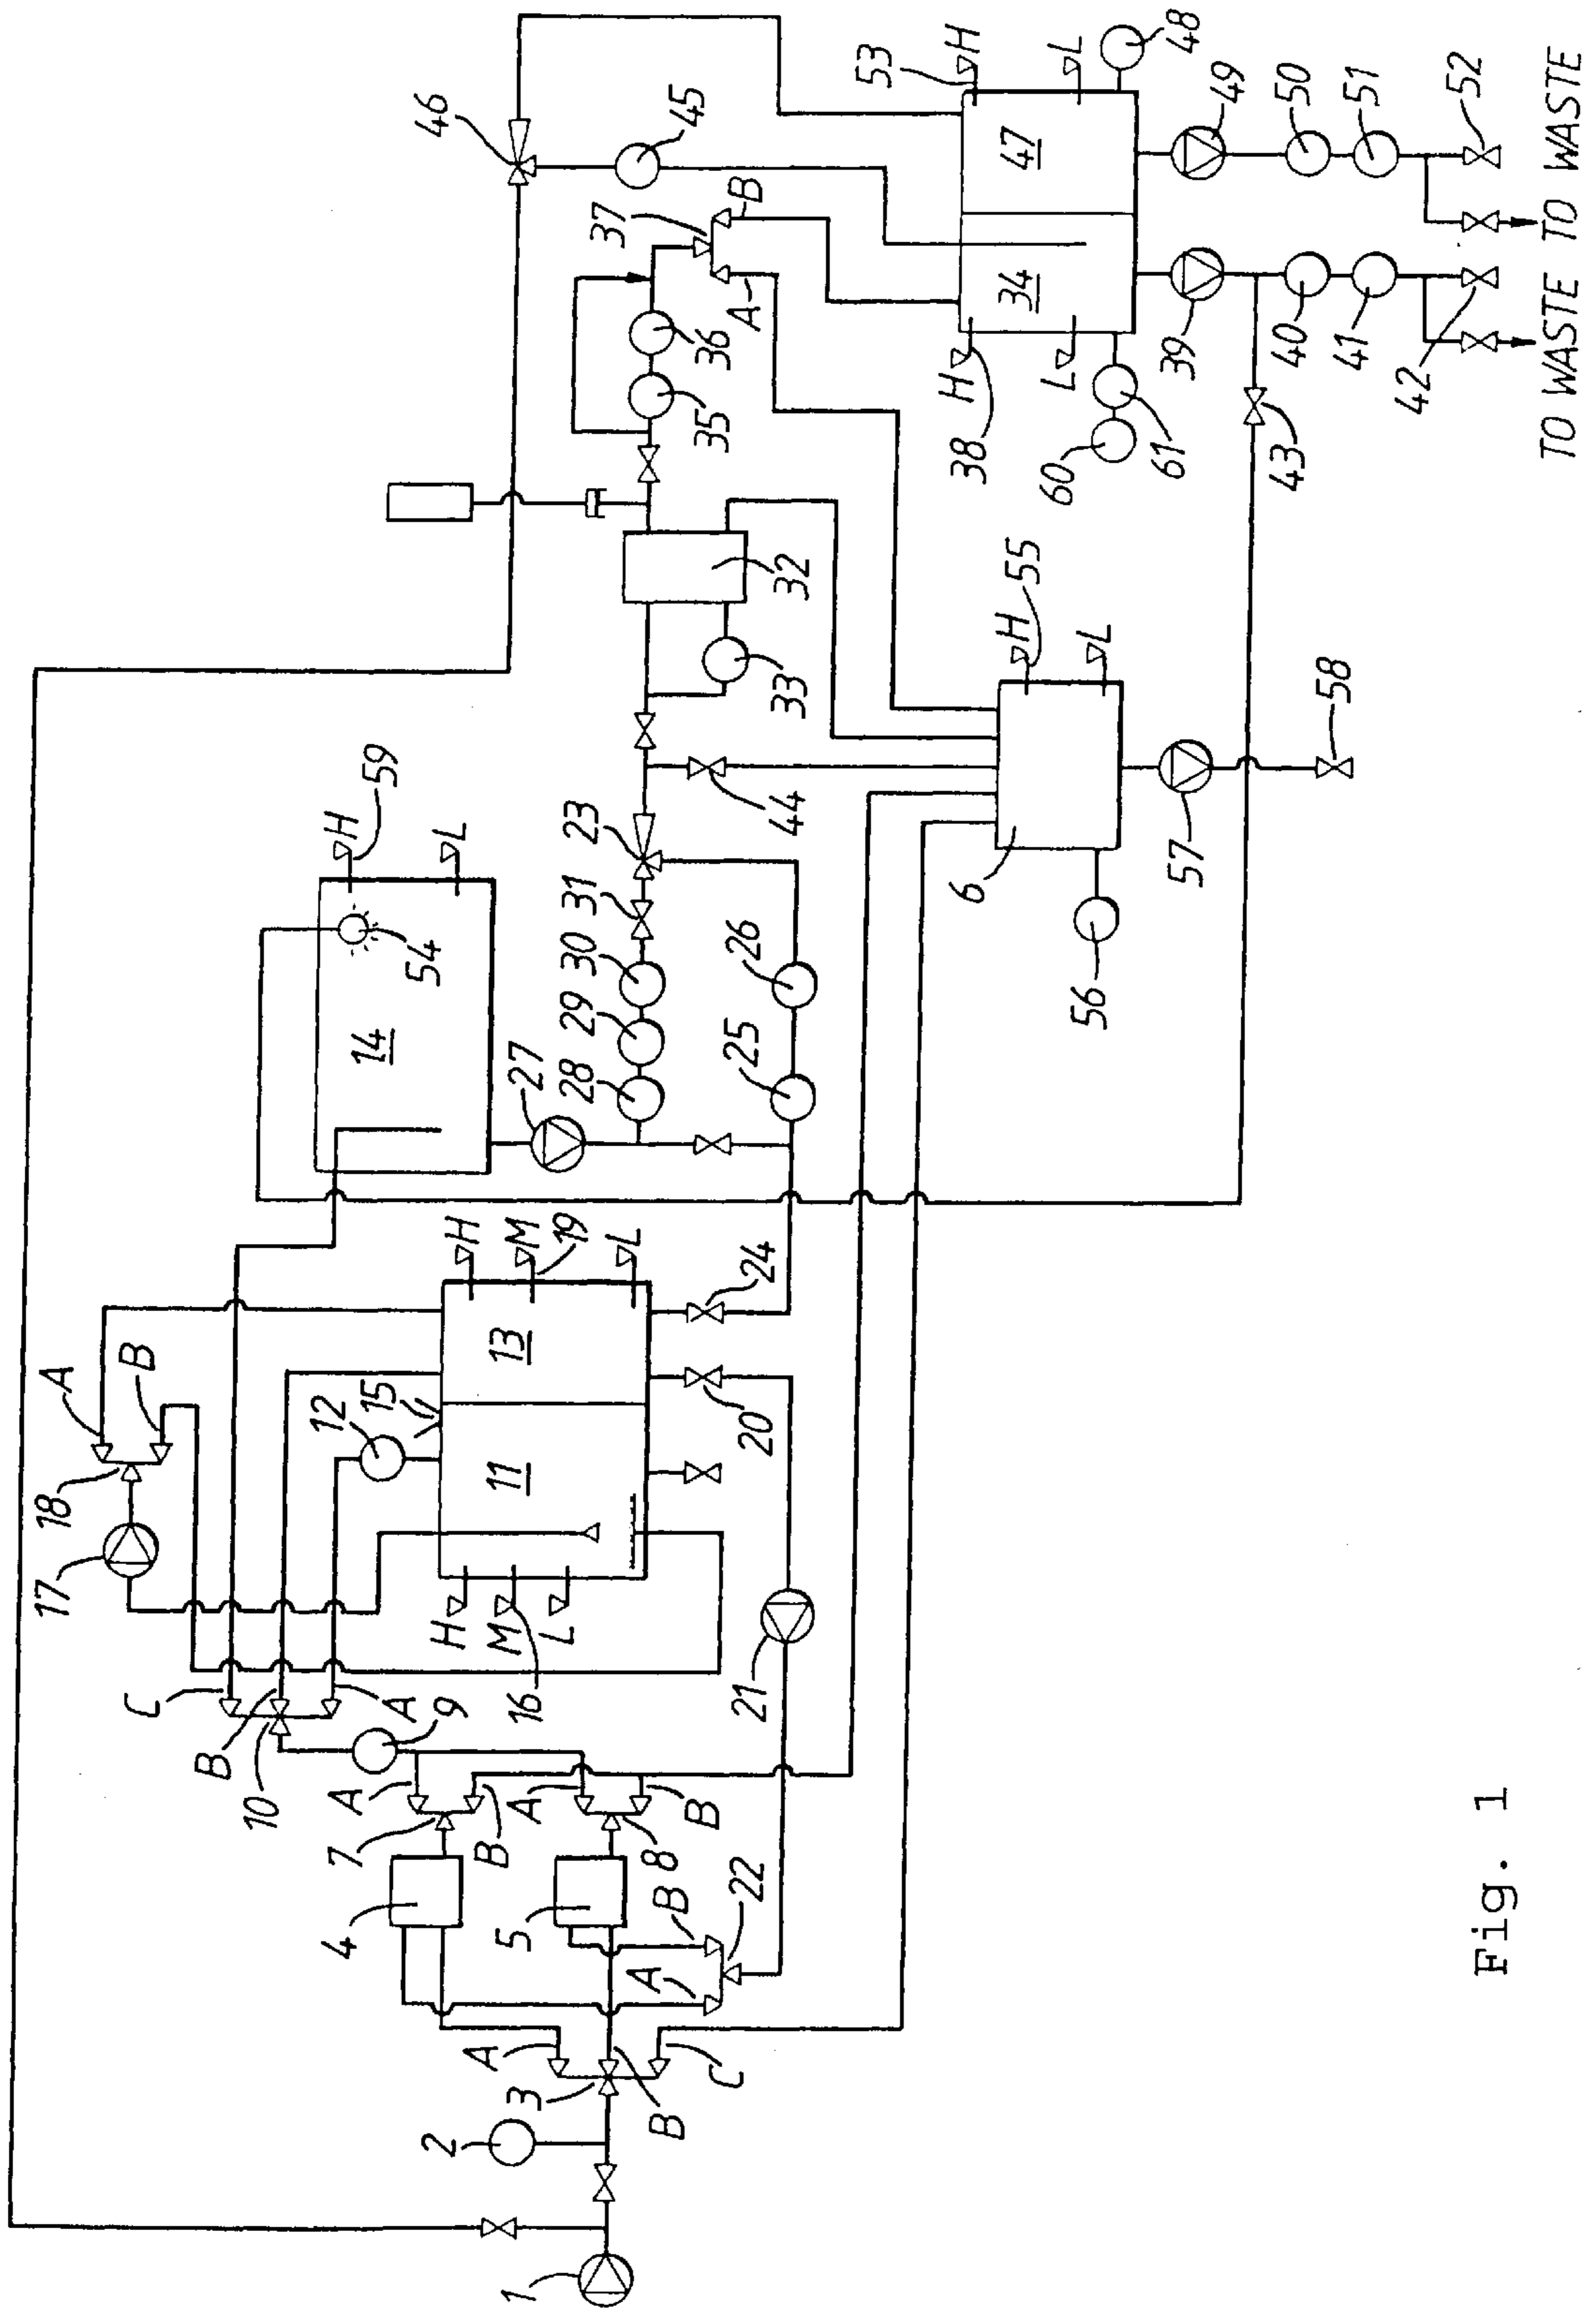 17
18
A
B
C
B
10
12
H
59
14
4
7
A
15
A
54
46
2
9
H
L
H
11
A
B
M
16
13
1
5
3
A
27
L
M
19
28
29
30
31
23
37
B
8
A
B
B
L
35
36
45
C
B
A
B
22
21
20
24
25
26
44
33
32
A
B
53
H
38
H
6
H
55
34
47
L
60
L
L
48
56
61
57
39
49
43
40
50
58
41
51
42
52
TO WASTE TO WASTE
Fig. 1